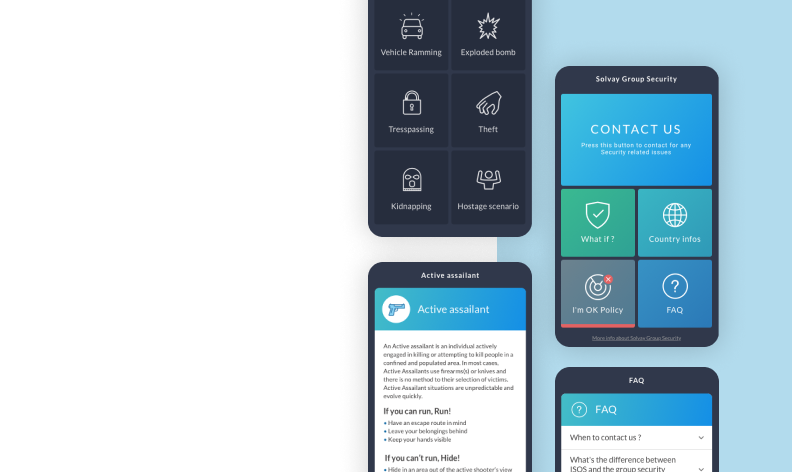 Vehicle Ramming
Exploded bomb
Tresspassing
Theft
Kidnapping
Hostage scenario
Active assailant
Active assailant
An Active assailant is an individual actively
engaged in killing or attempting to kill people in a
confined and populated area. In most cases.
Active Assailants use firearms(s) or knives and
there is no method to their selection of victims.
Active Assailant situations are unpredictable and
evolve quickly.
If you can run, Run!
• Have an escape route in mind
• Leave your belongings behind
• Keep your hands visible
If you can't run, Hide!
• Hide in an area out of the active shooter's view
Solvay Group Security
CONTACT US
Press this button to contact for any
Security related issues
What if ?
Country infos
I'm OK Policy
FAQ
More info about Solvay Group Security
FAQ
FAQ
When to contact us ?
What's the difference between
ISOS and the group security